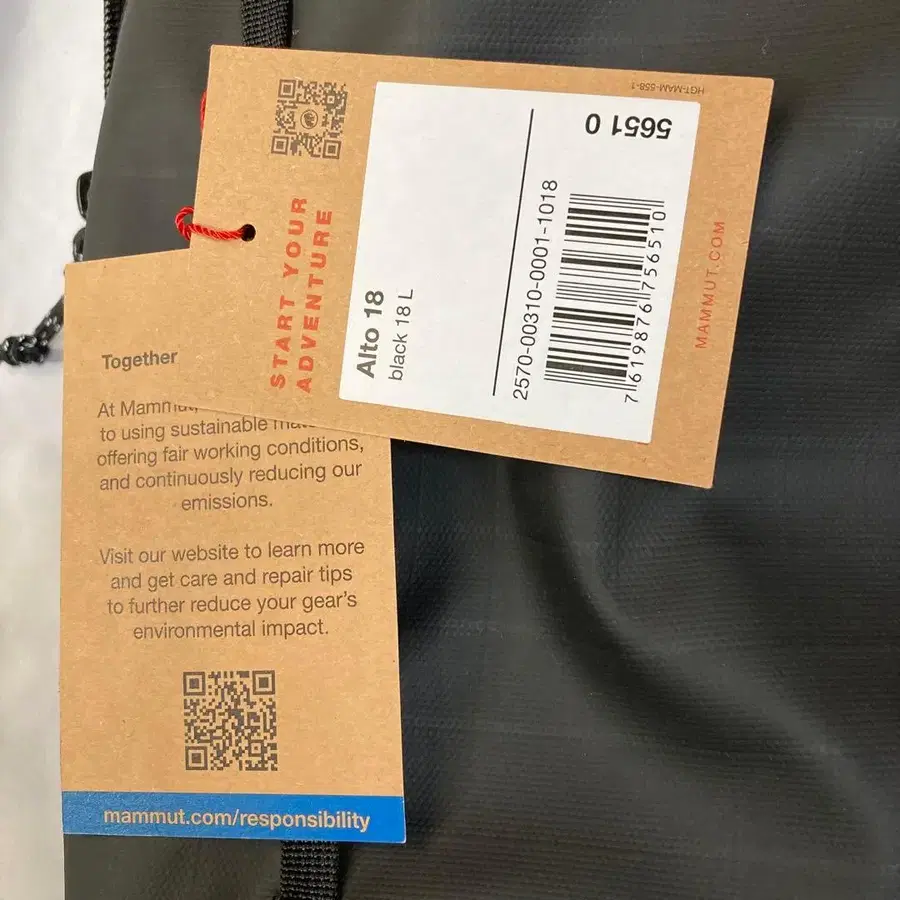 HGT-MAM-558-1
START YOUR
ADVENTURE
Alto 18
black 18 L
2570-00310-0001-1018
5651 0
7 619876 756510
MAMMUT.COM
Together
At Mammut,
to using sustainable
offering fair working conditions,
and continuously reducing our
emissions.
Visit our website to learn more
and get care and repair tips
to further reduce your gear's
environmental impact.
mammut.com/responsibility